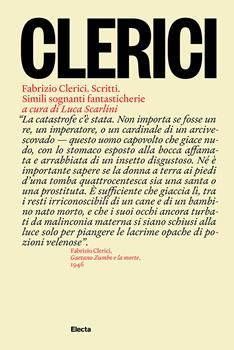 CLERICI
Fabrizio Clerici. Scritti.
Simili sognanti fantasticherie
a cura di Luca Scarlini
“La catastrofe c’è stata. Non importa se fosse un
re, un imperatore, o un cardinale di un arcive-
scovado — questo uomo capovolto che giace nu-
do, con lo stomaco esposto alla bocca affama-
ta e arrabbiata di un insetto disgustoso. Né è
importante sapere se la donna a terra ai piedi
d’una tomba quattrocentesca sia una santa o
una prostituta. È sufficiente che giaccia lì, tra
i resti irriconoscibili di un cane e di un bambi-
no nato morto, e che i suoi occhi ancora turba-
ti da malinconia materna si siano schiusi alla
luce solo per piangere le lacrime opache di po-
zioni velenose”.
Fabrizio Clerici,
Gaetano Zumbo e la morte,
1946
Electa